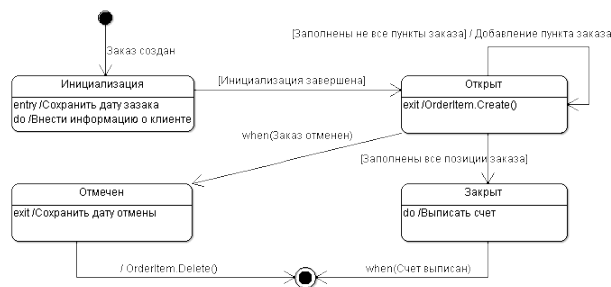 [Заполнены не все пункты заказа] / Добавление пункта заказа
Заказ создан
Инициализация
entry /Сохранить дату зазака
do /Внести информацию о клиенте
[Инициализация завершена]
Открыт
exit /OrderItem.Create()
when(Заказ отменен)
[Заполнены все позиции заказа]
Отмечен
exit /Сохранить дату отмены
Закрыт
do /Выписать счет
/ OrderItem.Delete()
when(Счет выписан)